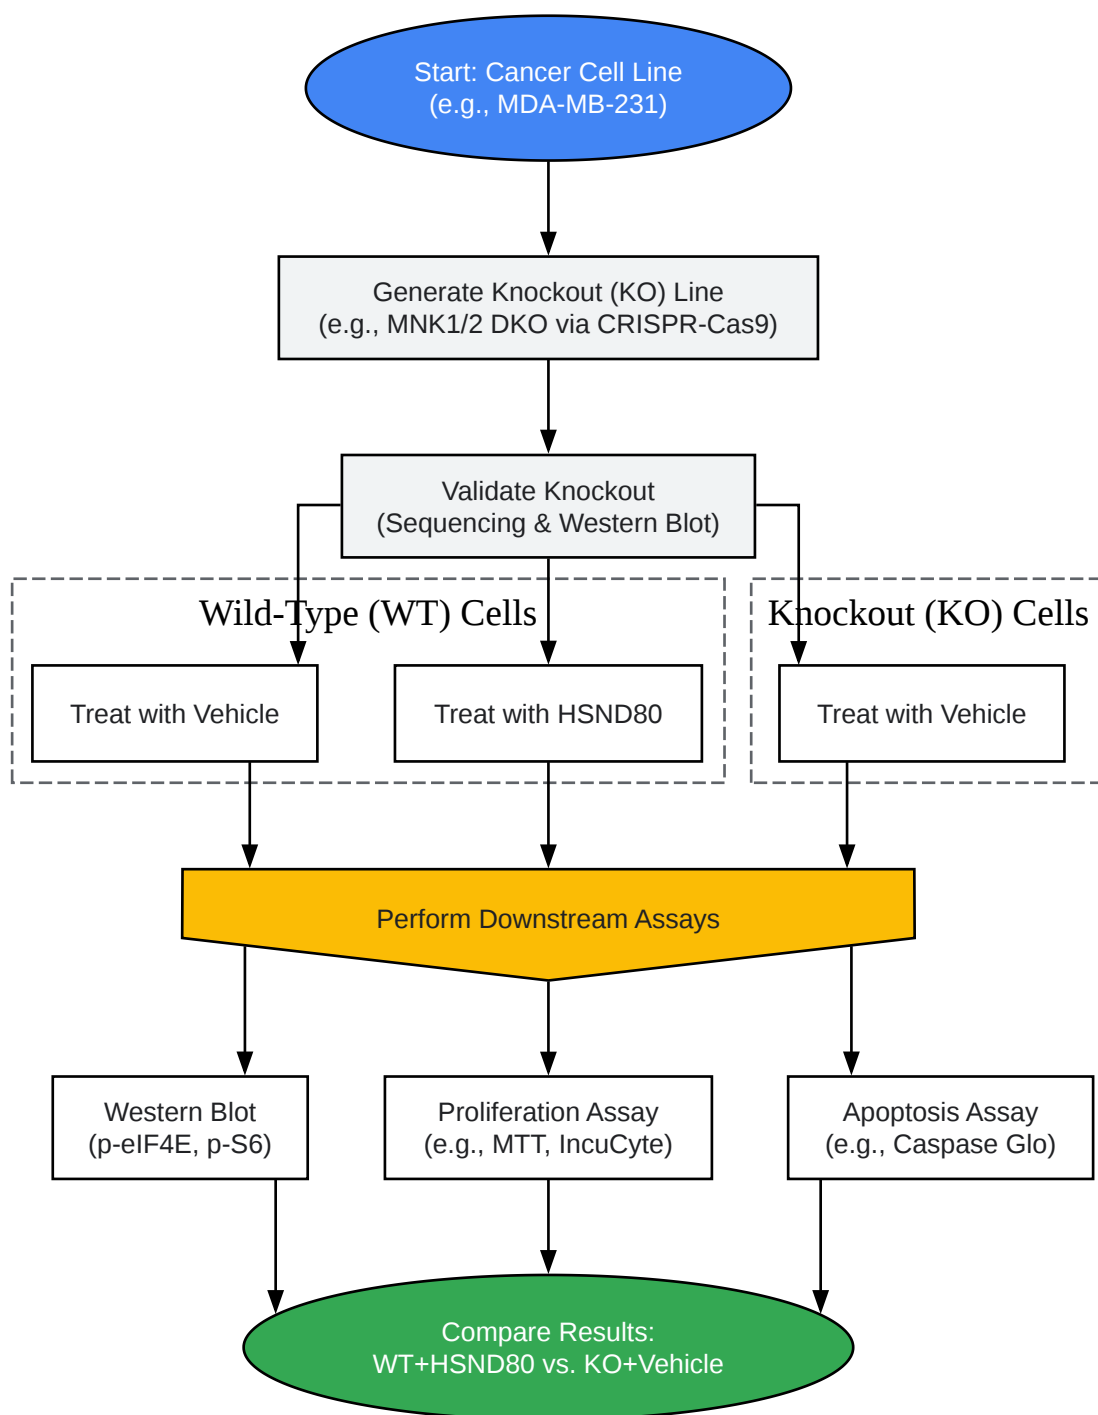 Start: Cancer Cell Line
(e.g., MDA-MB-231)
Generate Knockout (KO) Line
(e.g., MNK1/2 DKO via CRISPR-Cas9)
Validate Knockout
(Sequencing & Western Blot)
Wild-Type (WT) Cells
Knockout (KO) Cells
Treat with Vehicle
Treat with HSND80
Treat with Vehicle
Perform Downstream Assays
Western Blot
(p-eIF4E, p-S6)
Proliferation Assay
(e.g., MTT, IncuCyte)
Apoptosis Assay
(e.g., Caspase Glo)
Compare Results:
WT+HSND80 vs. KO+Vehicle